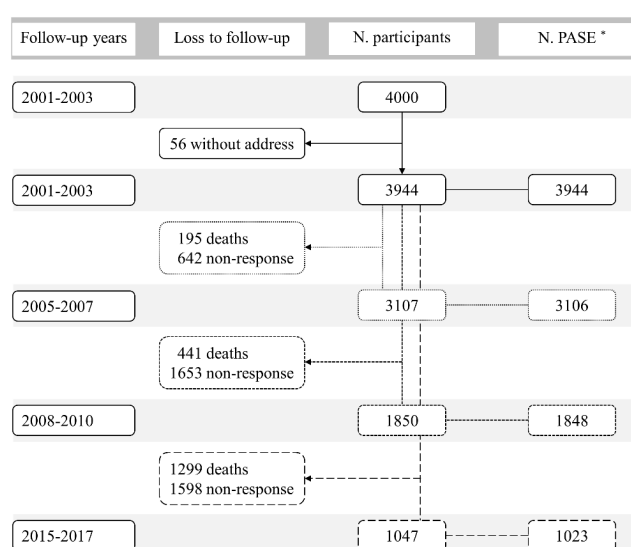 Follow-up years Loss to follow-up N. participants N. PASE *
2001-2003 4000
56 without address
2001-2003 3944 3944
195 deaths
642 non-response
2005-2007 3107 3106
441 deaths
1653 non-response
2008-2010 1850 1848
1299 deaths
1598 non-response
2015-2017 1047 1023